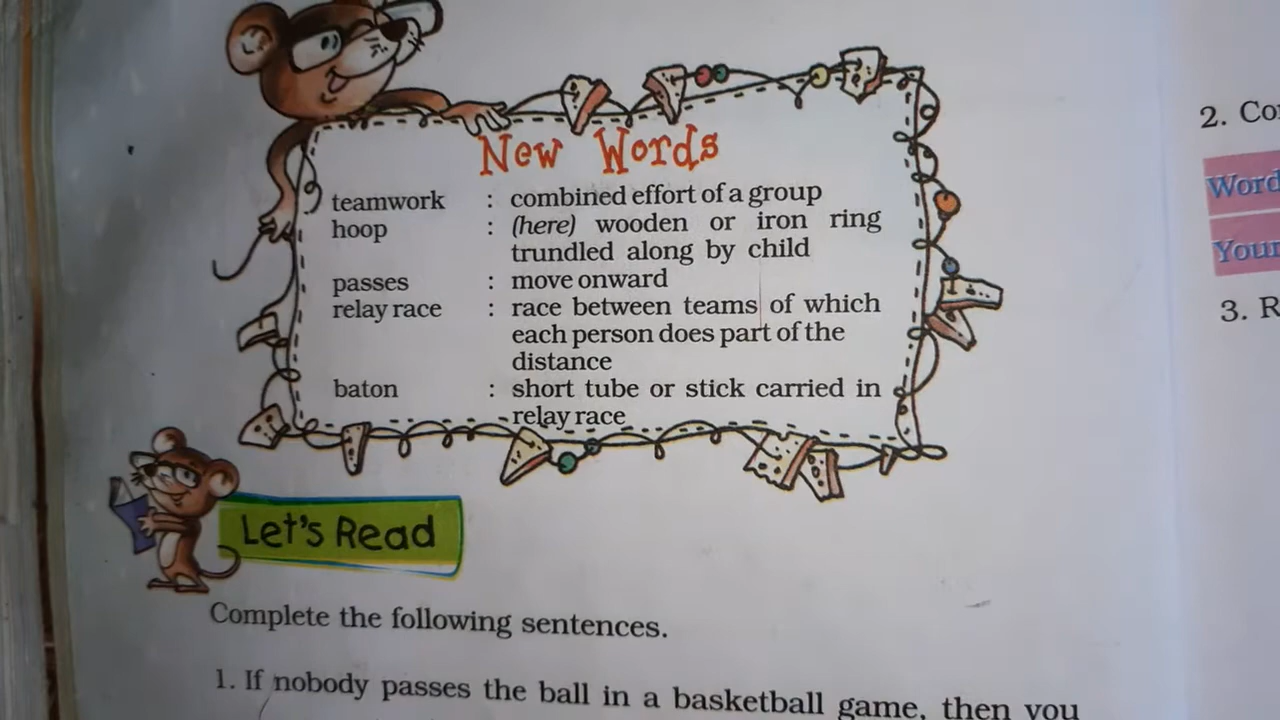 New Words
teamwork : combined effort of a group
hoop : (here) wooden or iron ring
trundled along by child
passes : move onward
relay race : race between teams of which
each person does part of the
distance
baton : short tube or stick carried in
relay race
Let's Read
Complete the following sentences.
1. If nobody passes the ball in a basketball game, then you
2. Co
Word
Your
3. R